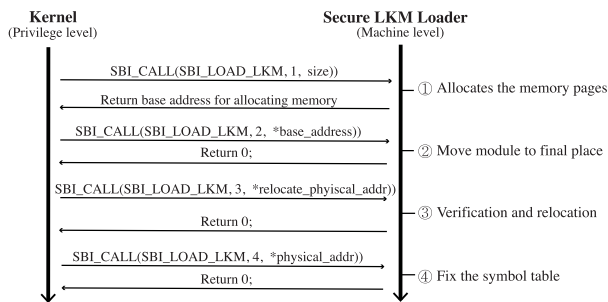 Kernel
(Privilege level)
Secure LKM Loader
(Machine level)
SBI_CALL(SBI_LOAD_LKM, 1, size))
① Allocates the memory pages
Return base address for allocating memory
SBI_CALL(SBI_LOAD_LKM, 2, *base_address))
② Move module to final place
Return 0;
SBI_CALL(SBI_LOAD_LKM, 3, *relocate_phyiscal_addr))
③ Verification and relocation
Return 0;
SBI_CALL(SBI_LOAD_LKM, 4, *physical_addr))
④ Fix the symbol table
Return 0;